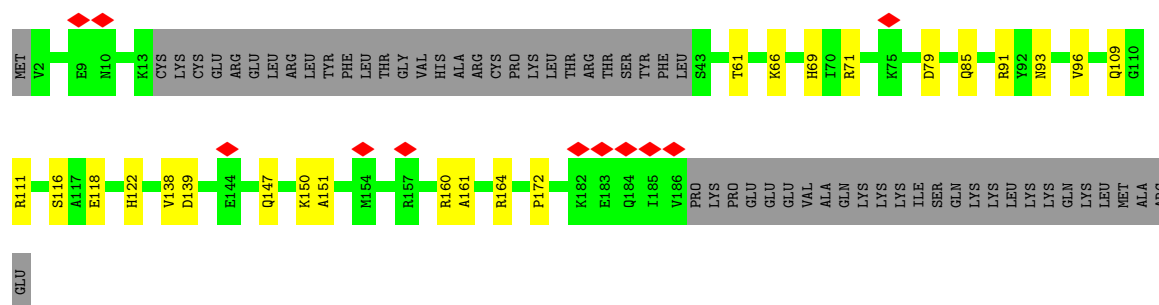 MET V2 E9 N10 K13 CYS LYS CYS GLU ARG GLU LEU ARG LEU TYR PHE LEU THR GLY VAL HIS ALA ARG CYS PRO LYS LEU THR ARG THR SER TYR PHE LEU S43 T61 K66 H69 I70 R71 K75 D79 Q85 R91 Y92 N93 V96 Q109 G110
R111 S116 A117 E118 H122 V138 D139 E144 Q147 K150 A151 M154 R157 R160 A161 R164 P172 K182 E183 Q184 I185 V186 PRO LYS PRO GLU GLU GLU VAL ALA GLN LYS LYS LYS ILE SER GLN LYS LYS LEU LYS LYS GLN LYS LEU MET ALA ARG
GLU